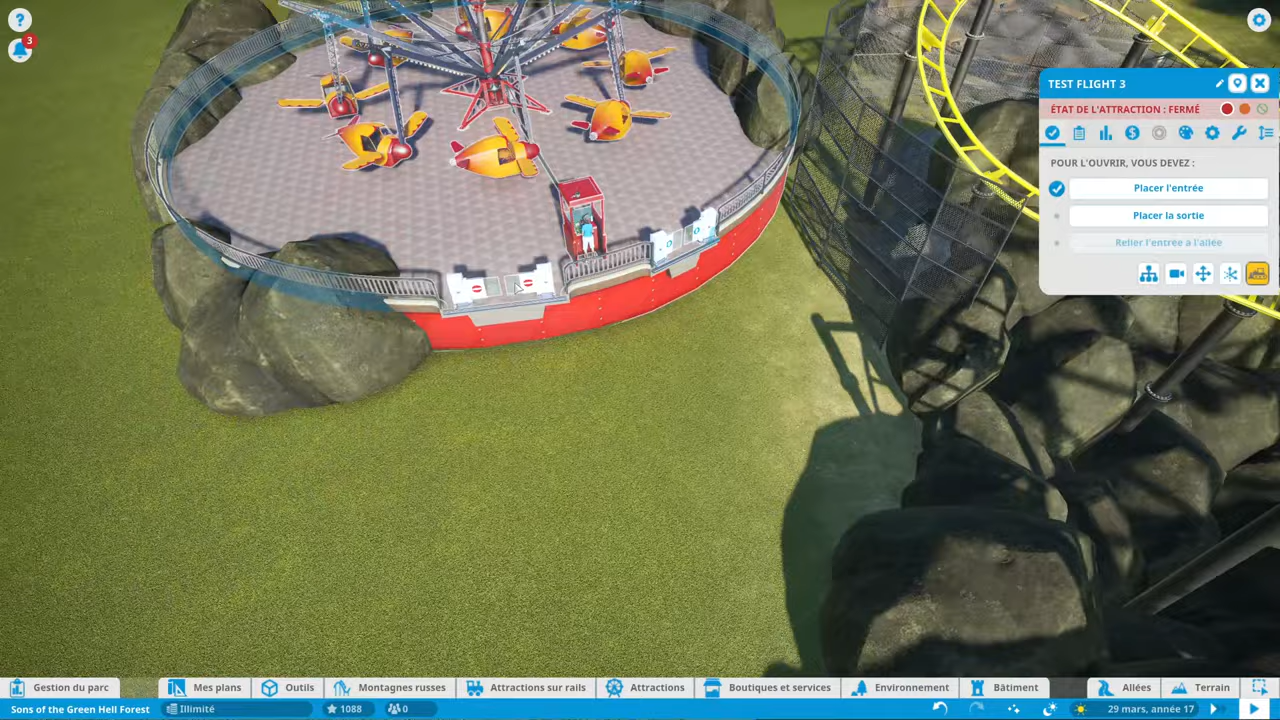 ?
3
TEST FLIGHT 3
ÉTAT DE L'ATTRACTION : FERMÉ
POUR L'OUVRIR, VOUS DEVEZ :
Placer l'entrée
Placer la sortie
Relier l'entrée à l'allée
Gestion du parc
Mes plans
Outils
Montagnes russes
Attractions sur rails
Attractions
Boutiques et services
Environnement
Bâtiment
Allées
Terrain
Sons of the Green Hell Forest
Illimité
1088
0
29 mars, année 17